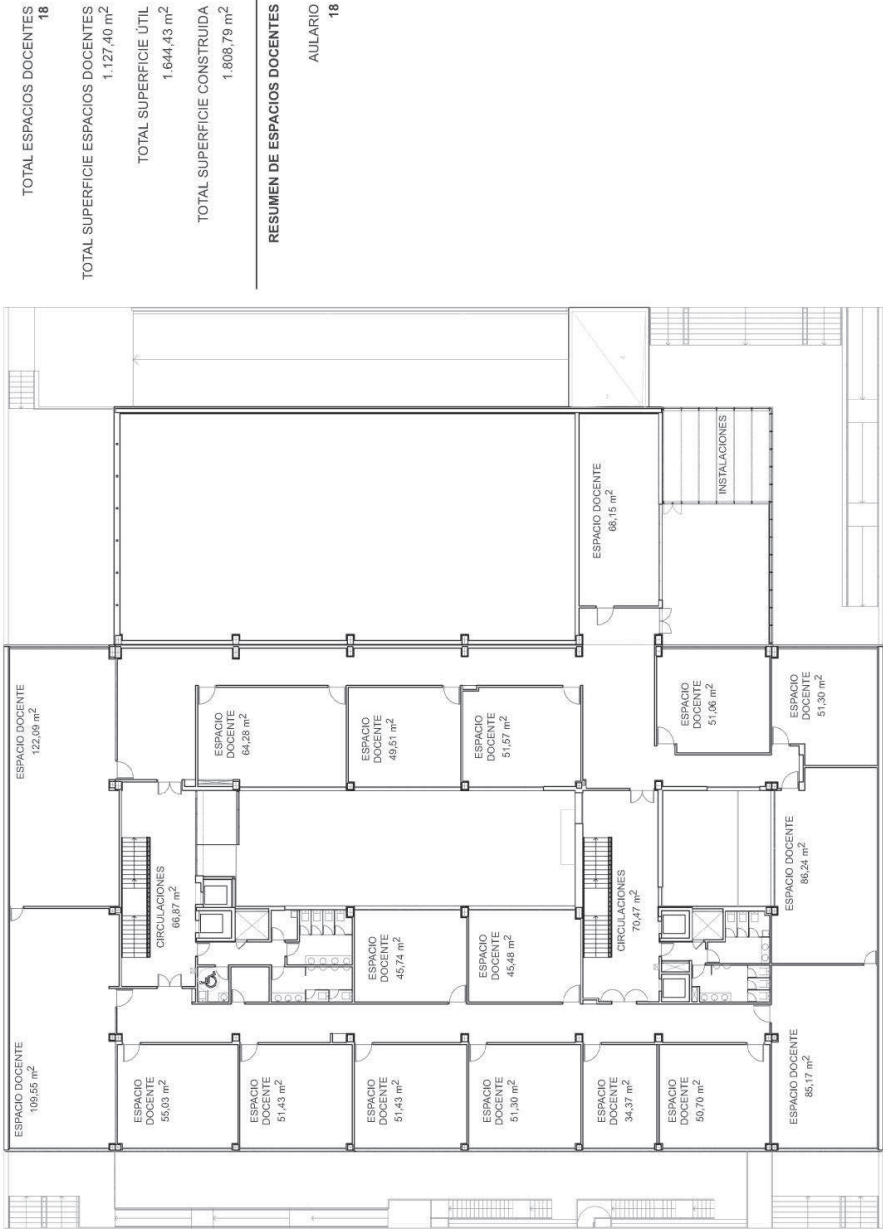 TOTAL ESPACIOS DOCENTES
18
TOTAL SUPERFICIE ESPACIOS DOCENTES
1.127,40 m²
TOTAL SUPERFICIE ÚTIL
1.644,43 m²
TOTAL SUPERFICIE CONSTRUIDA
1.808,79 m²
RESUMEN DE ESPACIOS DOCENTES
AULARIO
18
ESPACIO DOCENTE
122,09 m²
ESPACIO DOCENTE
109,55 m²
CIRCULACIONES
66,87 m²
ESPACIO
DOCENTE
64,28 m²
ESPACIO
DOCENTE
49,51 m²
ESPACIO
DOCENTE
51,57 m²
ESPACIO DOCENTE
68,15 m²
INSTALACIONES
ESPACIO
DOCENTE
51,06 m²
ESPACIO
DOCENTE
51,30 m²
ESPACIO DOCENTE
86,24 m²
CIRCULACIONES
70,47 m²
ESPACIO
DOCENTE
45,74 m²
ESPACIO
DOCENTE
45,48 m²
ESPACIO
DOCENTE
55,03 m²
ESPACIO
DOCENTE
51,43 m²
ESPACIO
DOCENTE
51,43 m²
ESPACIO
DOCENTE
51,30 m²
ESPACIO
DOCENTE
34,37 m²
ESPACIO
DOCENTE
50,70 m²
ESPACIO DOCENTE
85,17 m²